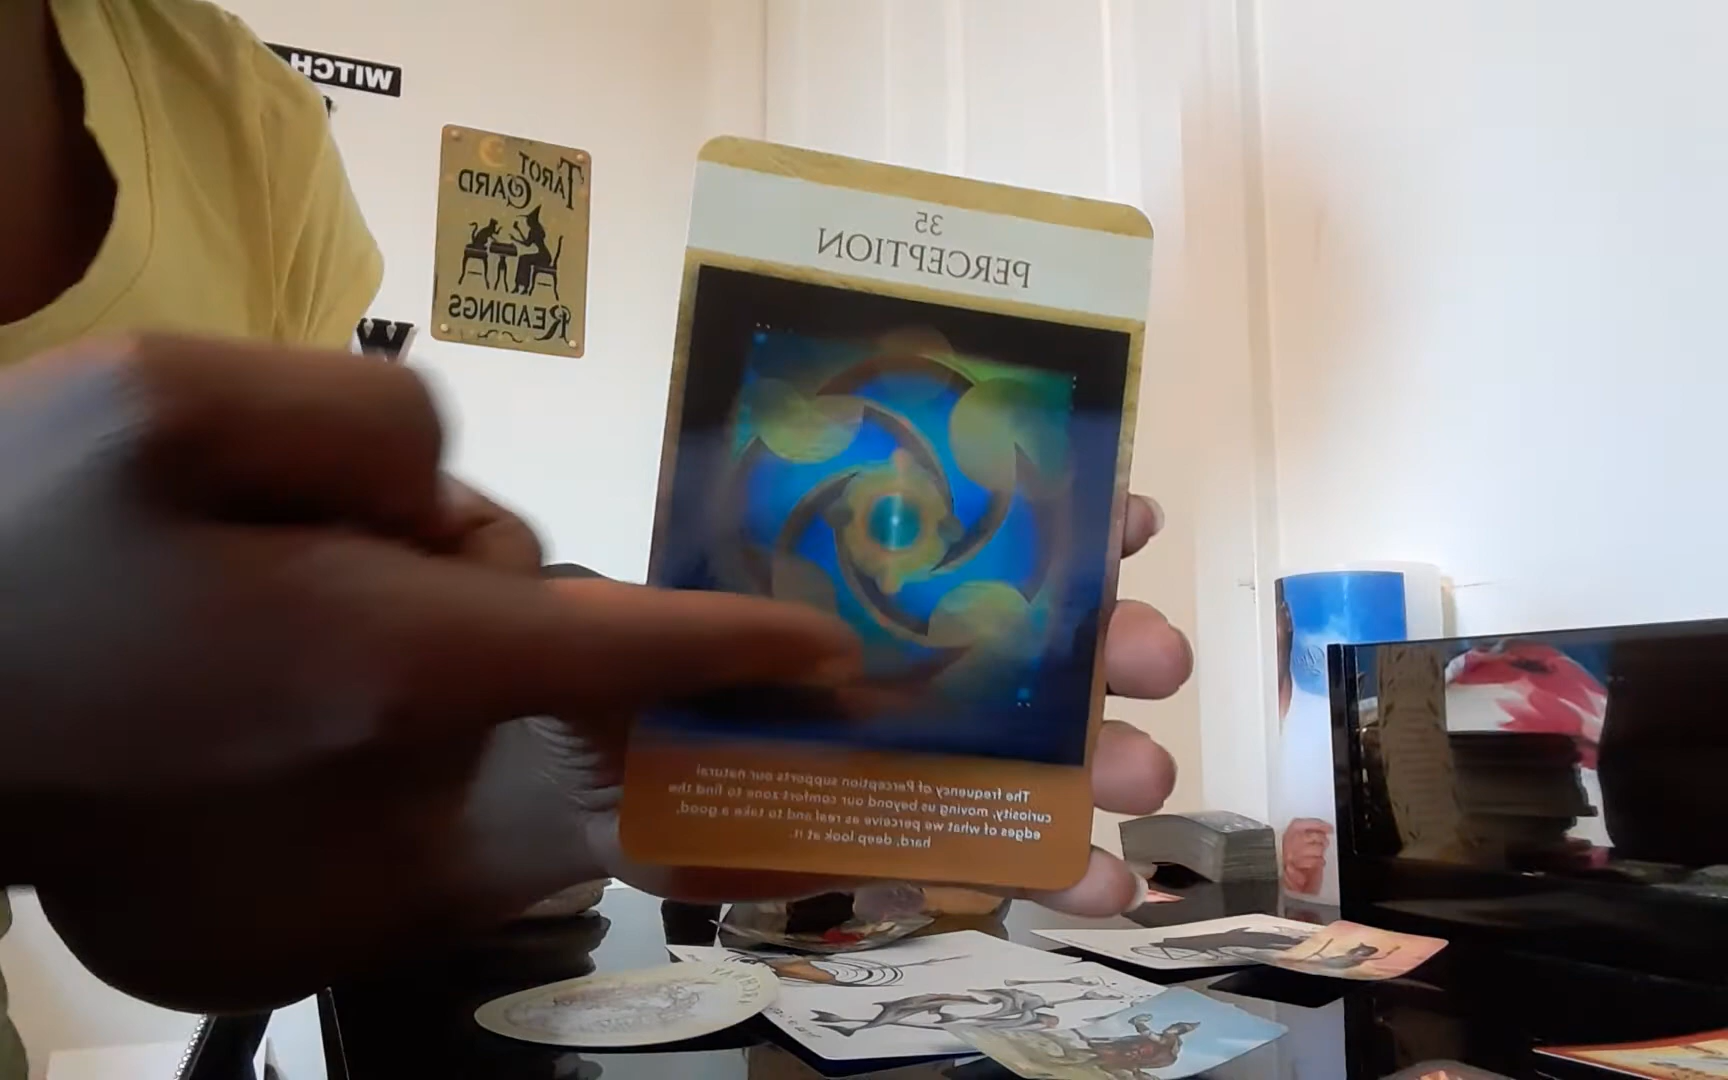 WITCH
W
TAROT
CARD
READINGS
35
PERCEPTION
The frequency of Perception supports our natural
curiosity, moving us beyond our comfort zone to find the
edges of what we perceive as real and to take a good,
hard, deep look at it.